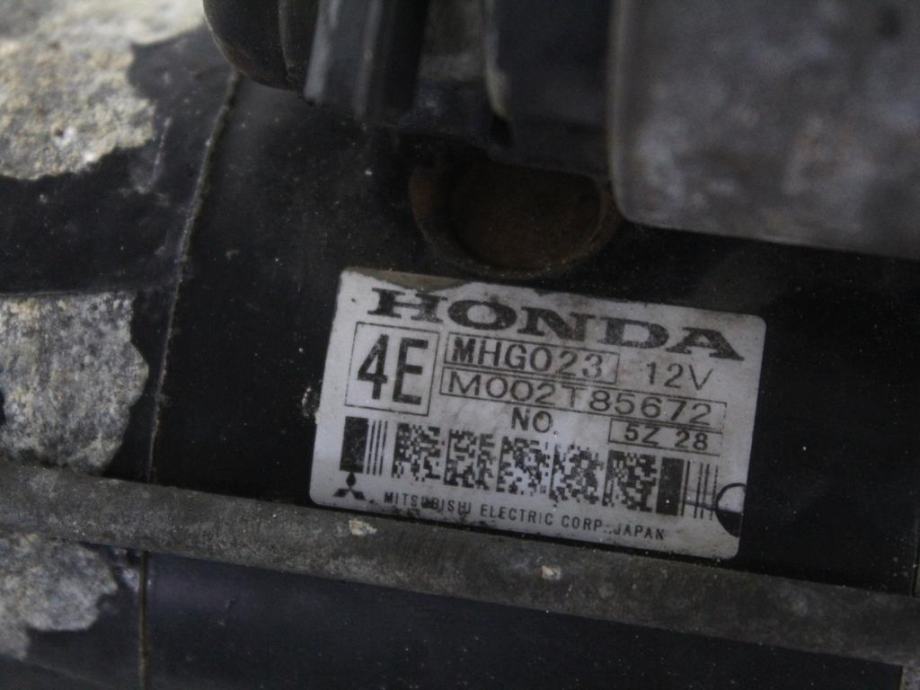 HONDA
4E MHG023 12V
M002T85672
NO. 5Z 28
MITSUBISHI ELECTRIC CORP. JAPAN